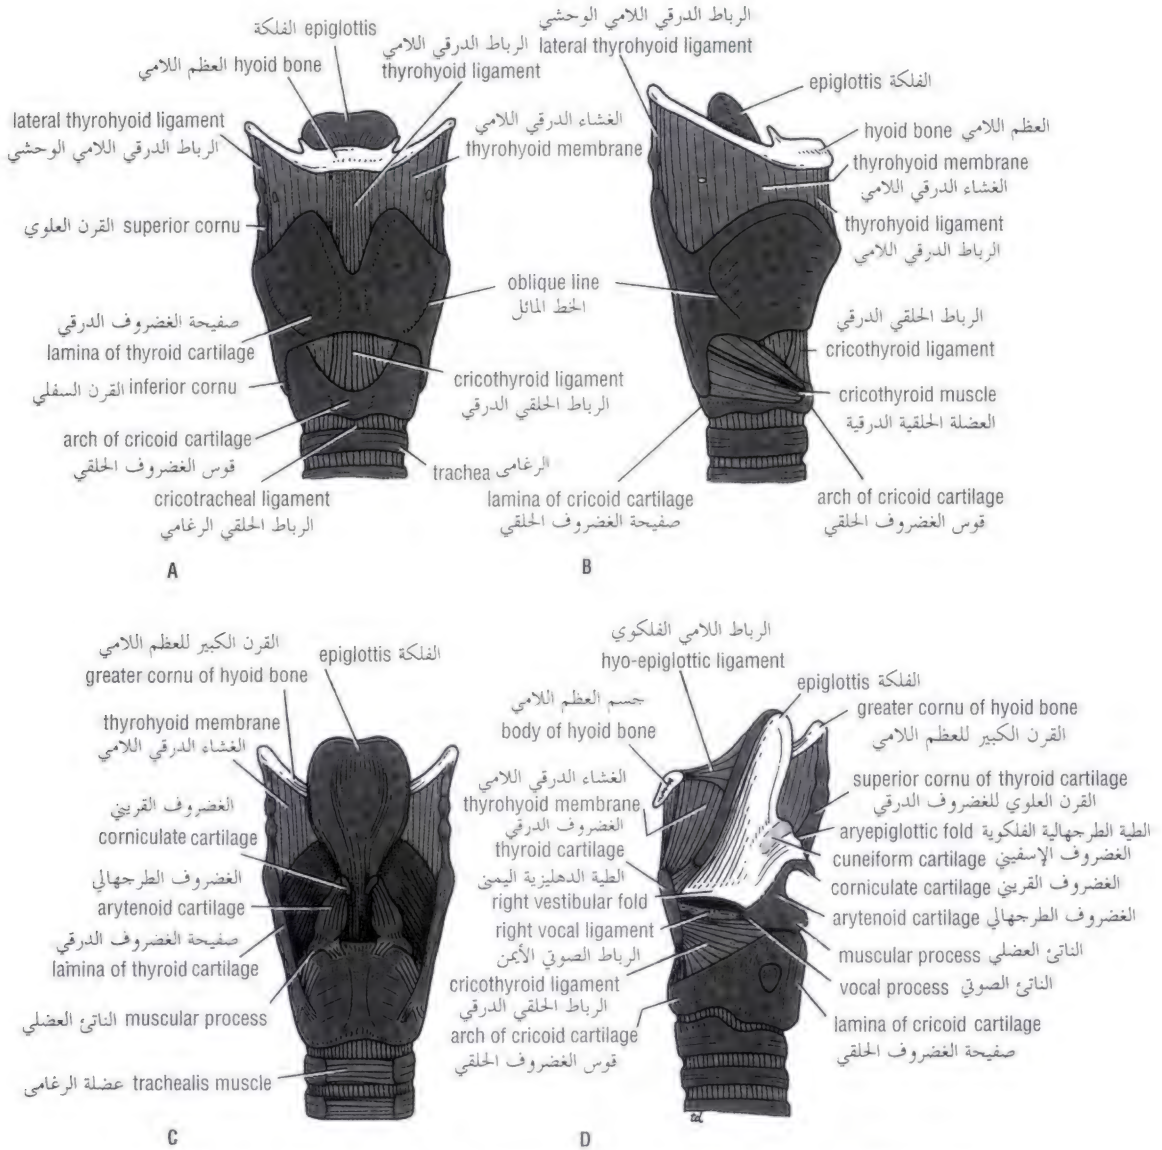 epiglottis الفلكة
الرباط الدرقي اللامي
thyrohyoid ligament
hyoid bone العظم اللامي
lateral thyrohyoid ligament
الرباط الدرقي اللامي الوحشي
الغشاء الدرقي اللامي
thyrohyoid membrane
superior cornu القرن العلوي
oblique line
الخط المائل
صفيحة الغضروف الدرقي
lamina of thyroid cartilage
inferior cornu القرن السفلي
cricothyroid ligament
الرباط الحلقي الدرقي
arch of cricoid cartilage
قوس الغضروف الحلقي
trachea الرغامى
cricotracheal ligament
الرباط الحلقي الرغامي
A
الرباط الدرقي اللامي الوحشي
lateral thyrohyoid ligament
epiglottis الفلكة
hyoid bone العظم اللامي
thyrohyoid membrane
الغشاء الدرقي اللامي
thyrohyoid ligament
الرباط الدرقي اللامي
الرباط الحلقي الدرقي
cricothyroid ligament
cricothyroid muscle
العضلة الحلقية الدرقية
lamina of cricoid cartilage
صفيحة الغضروف الحلقي
arch of cricoid cartilage
قوس الغضروف الحلقي
B
القرن الكبير للعظم اللامي
greater cornu of hyoid bone
epiglottis الفلكة
thyrohyoid membrane
الغشاء الدرقي اللامي
الغضروف القريني
corniculate cartilage
الغضروف الطرجهالي
arytenoid cartilage
صفيحة الغضروف الدرقي
lamina of thyroid cartilage
muscular process الناتئ العضلي
trachealis muscle عضلة الرغامى
C
الرباط اللامي الفلكوي
hyo-epiglottic ligament
epiglottis الفلكة
جسم العظم اللامي
body of hyoid bone
greater cornu of hyoid bone
القرن الكبير للعظم اللامي
الغشاء الدرقي اللامي
thyrohyoid membrane
الغضروف الدرقي
thyroid cartilage
الطية الدهليزية اليمنى
right vestibular fold
right vocal ligament
الرباط الصوتي الأيمن
cricothyroid ligament
الرباط الحلقي الدرقي
arch of cricoid cartilage
قوس الغضروف الحلقي
superior cornu of thyroid cartilage
القرن العلوي للغضروف الدرقي
aryepiglottic fold الطية الطرجهالية الفلكوية
cuneiform cartilage الغضروف الإسفيني
corniculate cartilage الغضروف القريني
arytenoid cartilage الغضروف الطرجهالي
muscular process الناتئ العضلي
vocal process الناتئ الصوتي
lamina of cricoid cartilage
صفيحة الغضروف الحلقي
td
D